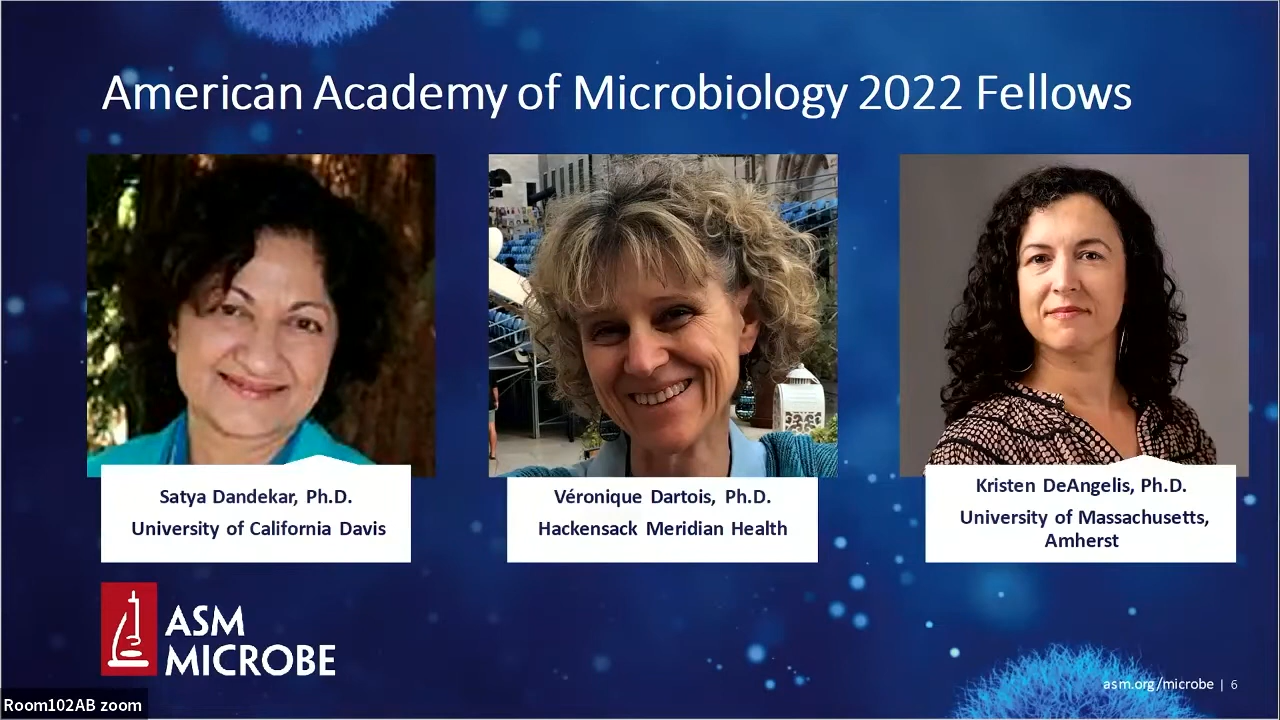 American Academy of Microbiology 2022 Fellows
Satya Dandekar, Ph.D.
University of California Davis
Véronique Dartois, Ph.D.
Hackensack Meridian Health
Kristen DeAngelis, Ph.D.
University of Massachusetts,
Amherst
ASM
MICROBE
asm.org/microbe | 6
Room102AB zoom